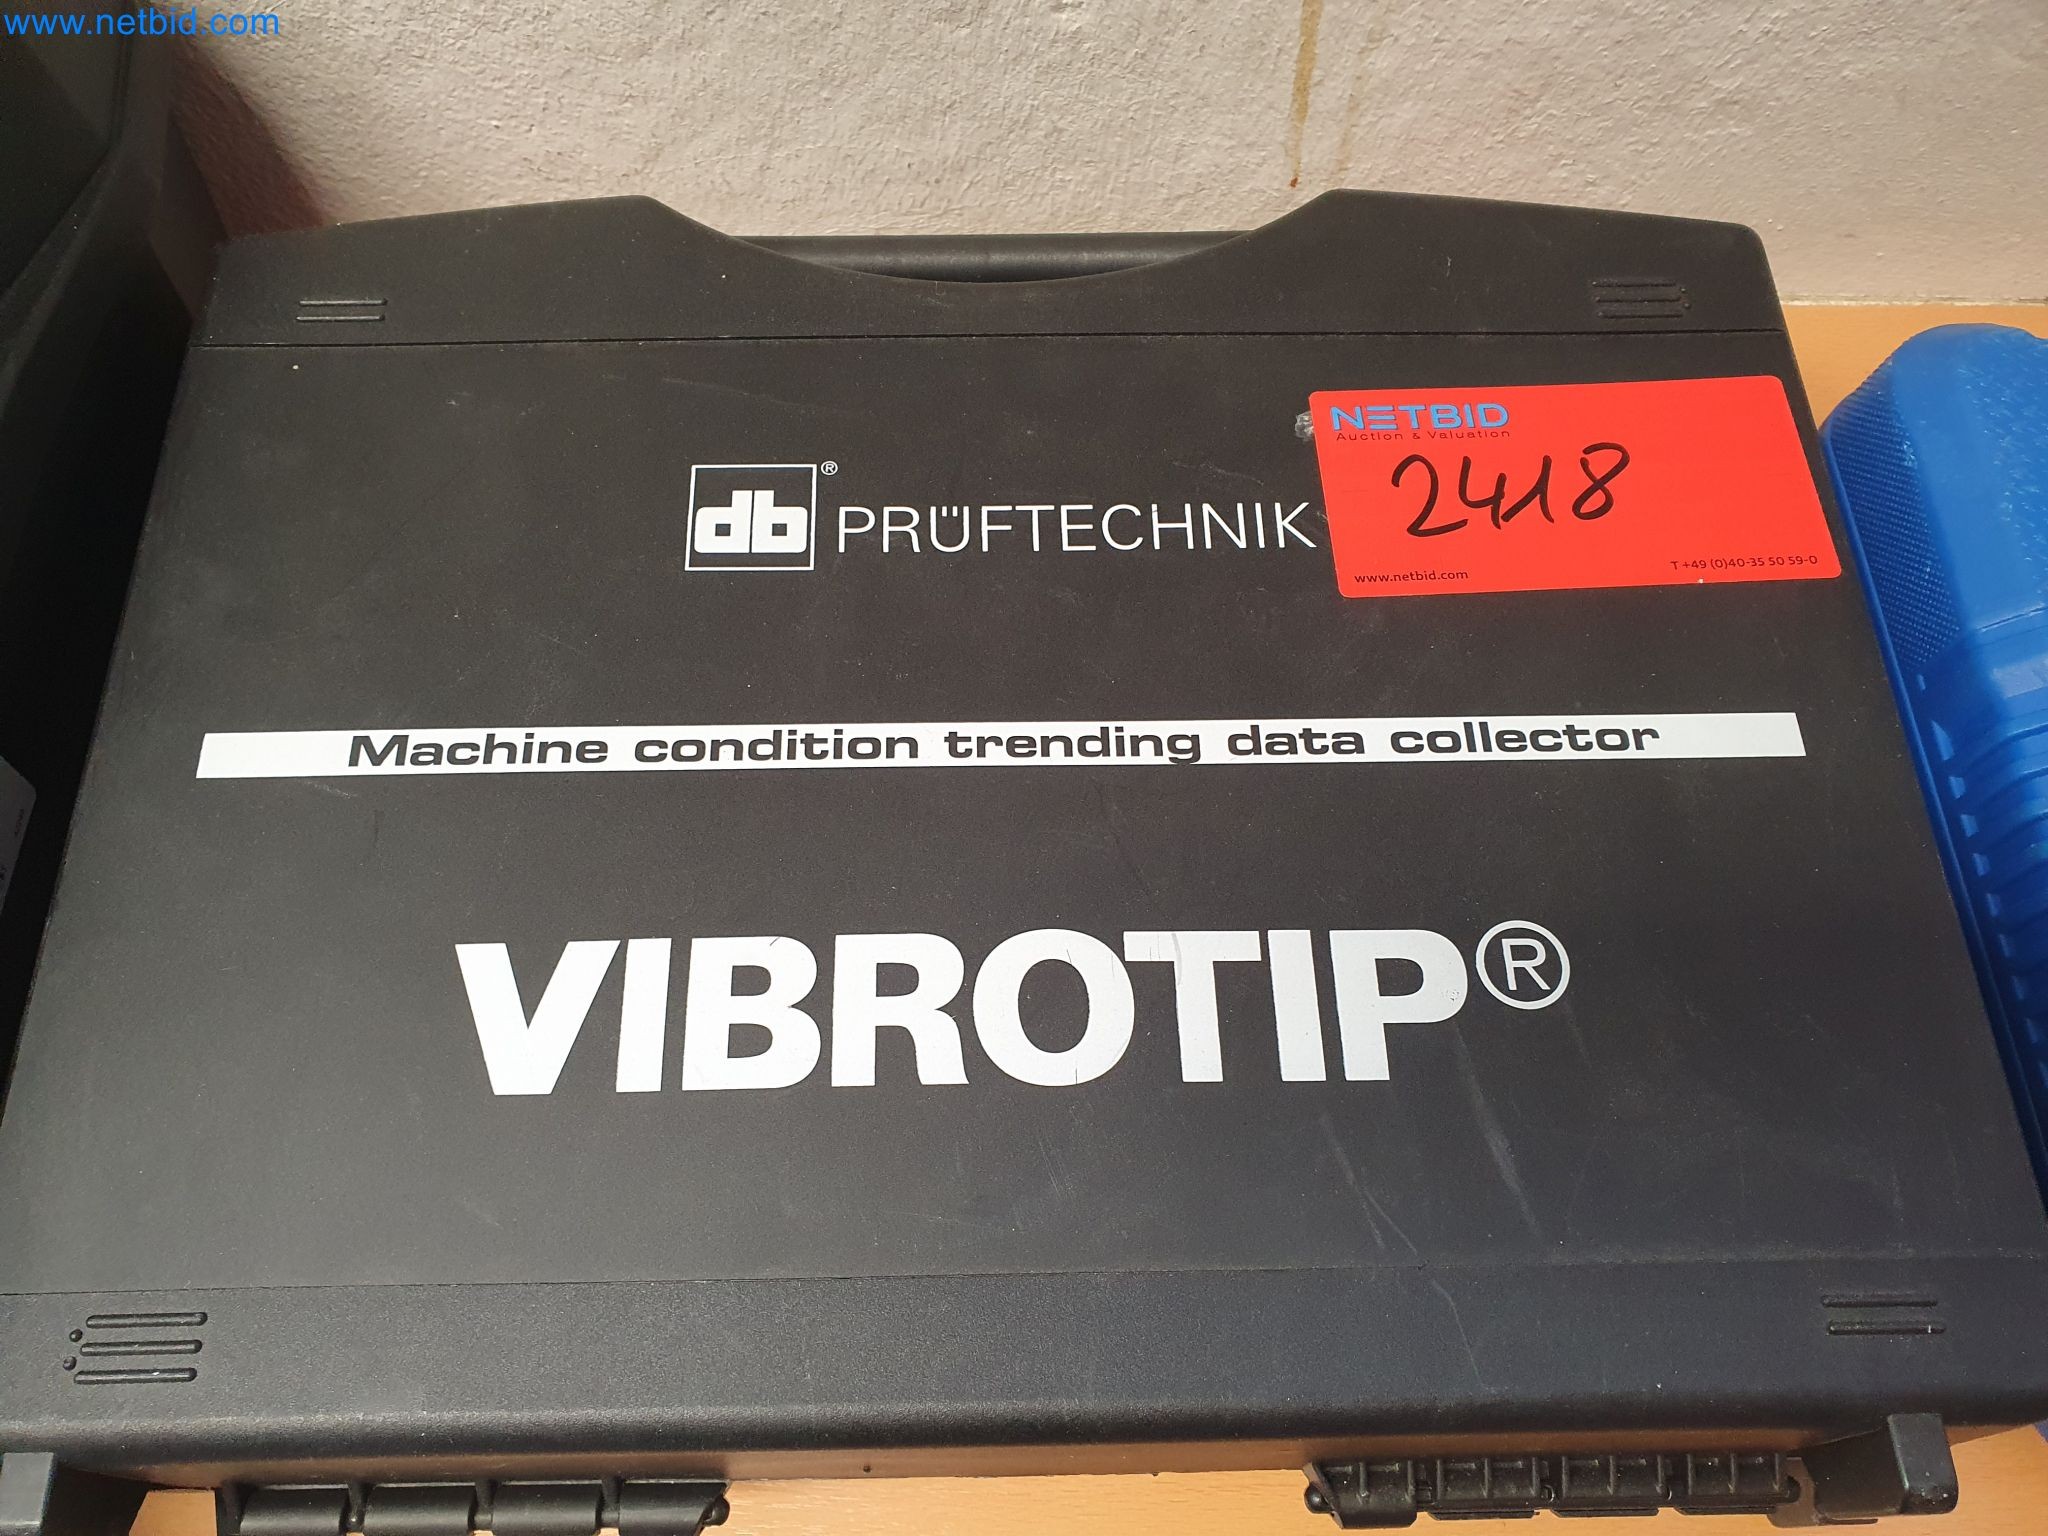 www.netbid.com
NETBID
Auction & Valuation
2418
www.netbid.com
T +49 (0)40-35 50 59-0
db® PRÜFTECHNIK
Machine condition trending data collector
VIBROTIP®